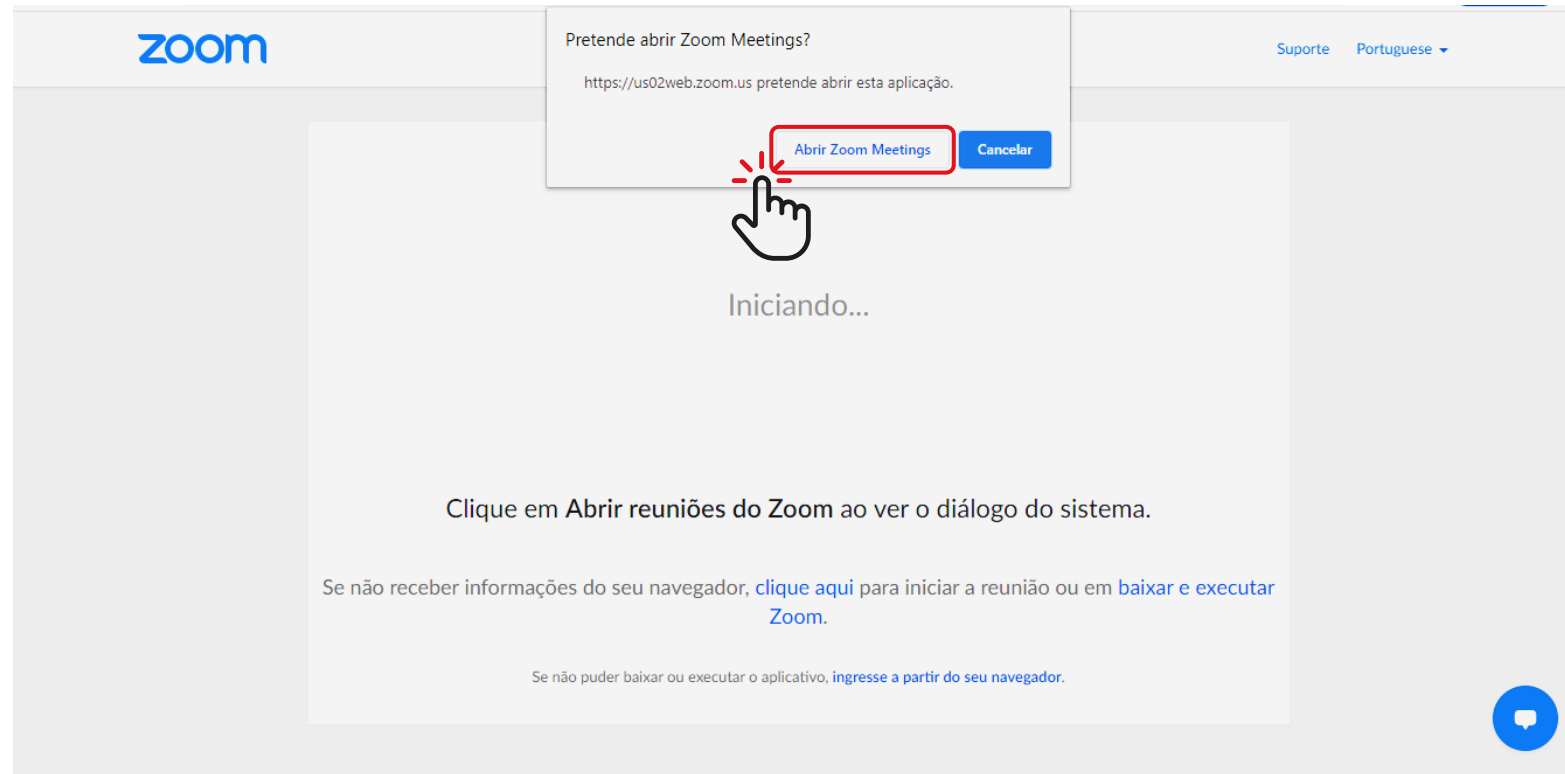 zoom
Pretende abrir Zoom Meetings?
https://us02web.zoom.us pretende abrir esta aplicação.
Abrir Zoom Meetings
Cancelar
Suporte
Portuguese
Iniciando...
Clique em Abrir reuniões do Zoom ao ver o diálogo do sistema.
Se não receber informações do seu navegador, clique aqui para iniciar a reunião ou em baixar e executar
Zoom.
Se não puder baixar ou executar o aplicativo, ingresse a partir do seu navegador.